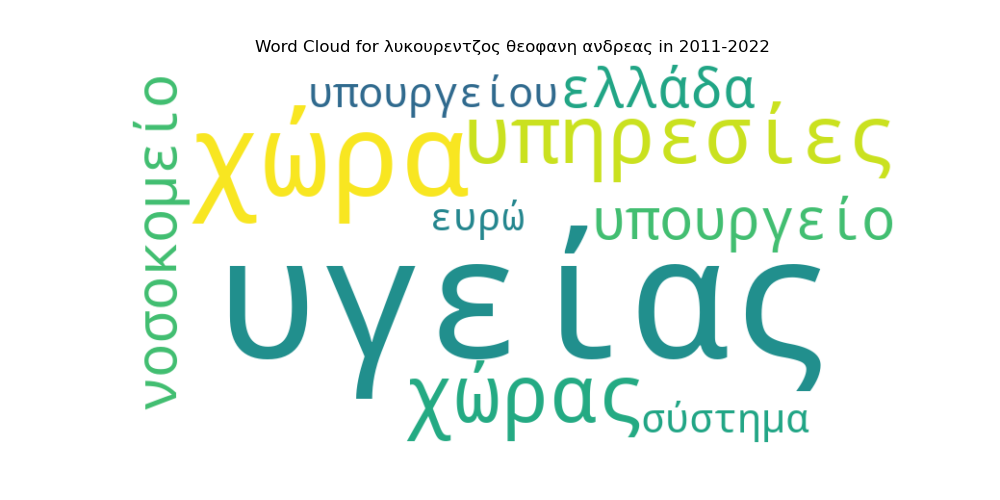 Word Cloud for λυκουρεντζος θεοφανη ανδρεας in 2011-2022
υπουργείου ελλάδα
νοσοκομείο
χώρα υπηρεσίες
ευρώ υπουργείο
υγείας
χώρας
σύστημα